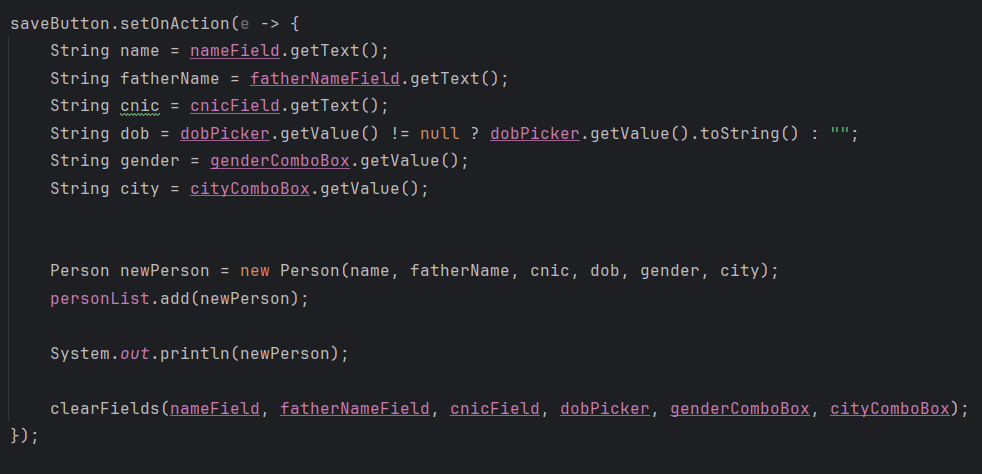 saveButton.setOnAction(e -> {
    String name = nameField.getText();
    String fatherName = fatherNameField.getText();
    String cnic = cnicField.getText();
    String dob = dobPicker.getValue() != null ? dobPicker.getValue().toString() : "";
    String gender = genderComboBox.getValue();
    String city = cityComboBox.getValue();
    Person newPerson = new Person(name, fatherName, cnic, dob, gender, city);
    personList.add(newPerson);
    System.out.println(newPerson);
    clearFields(nameField, fatherNameField, cnicField, dobPicker, genderComboBox, cityComboBox);
});